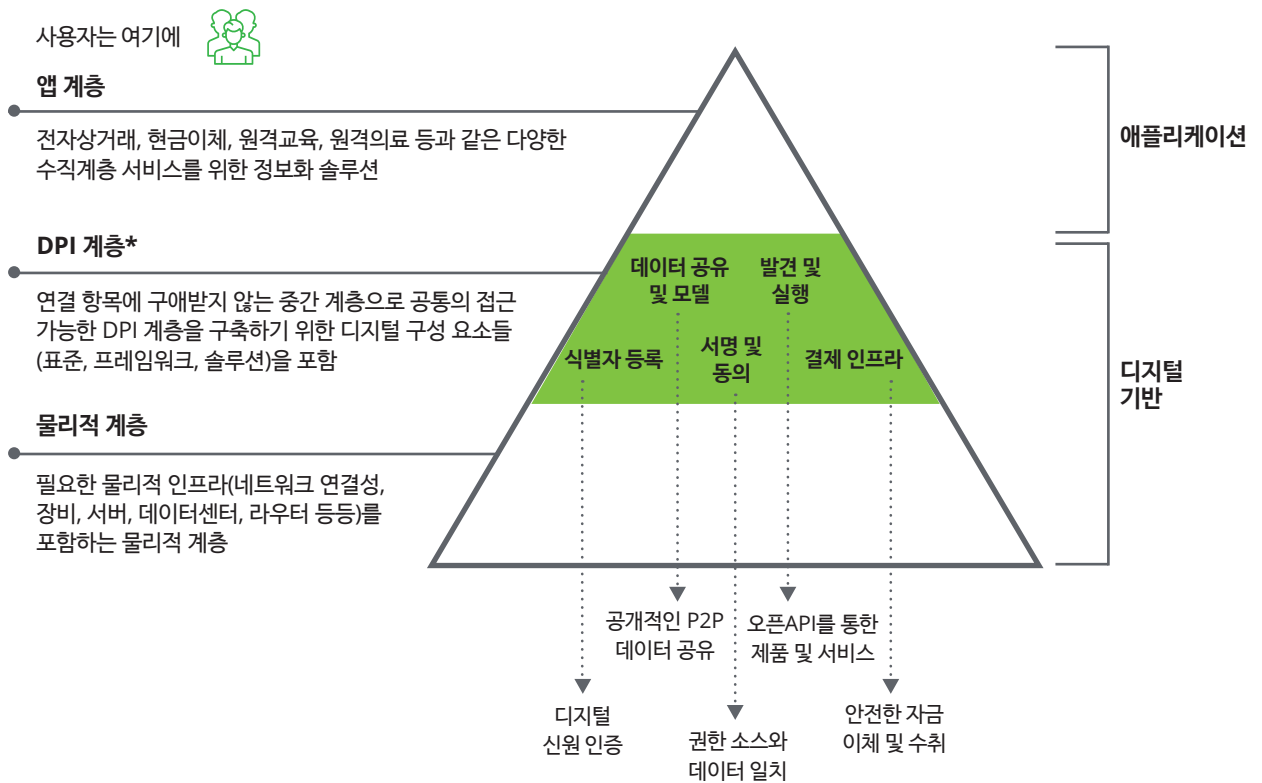 사용자는 여기에
앱 계층
전자상거래, 현금이체, 원격교육, 원격의료 등과 같은 다양한
수직계층 서비스를 위한 정보화 솔루션
DPI 계층*
연결 항목에 구애받지 않는 중간 계층으로 공통의 접근
가능한 DPI 계층을 구축하기 위한 디지털 구성 요소들
(표준, 프레임워크, 솔루션)을 포함
물리적 계층
필요한 물리적 인프라(네트워크 연결성,
장비, 서버, 데이터센터, 라우터 등등)를
포함하는 물리적 계층
데이터 공유
및 모델
발견 및
실행
식별자 등록
서명 및
동의
결제 인프라
공개적인 P2P
데이터 공유
오픈API를 통한
제품 및 서비스
디지털
신원 인증
권한 소스와
데이터 일치
안전한 자금
이체 및 수취
애플리케이션
디지털
기반